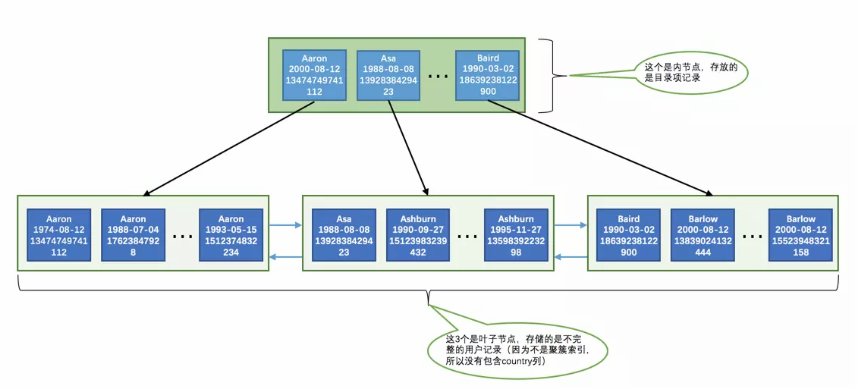 Aaron
2000-08-12
13474749741
112
Asa
1988-08-08
13928384294
23
...
Baird
1990-03-02
18639238122
900
这个是内节点，存放的
是目录项记录
Aaron
1974-08-12
13474749741
112
Aaron
1988-07-04
1762384792
8
...
Aaron
1993-05-15
1512374832
234
Asa
1988-08-08
13928384294
23
Ashburn
1990-09-27
15123983239
432
...
Ashburn
1995-11-27
13598392232
98
Baird
1990-03-02
18639238122
900
Barlow
2000-08-12
13839024132
444
...
Barlow
2000-08-12
15523948321
158
这3个是叶子节点，存储的是不完
整的用户记录（因为不是聚簇索引，
所以没有包含country列）